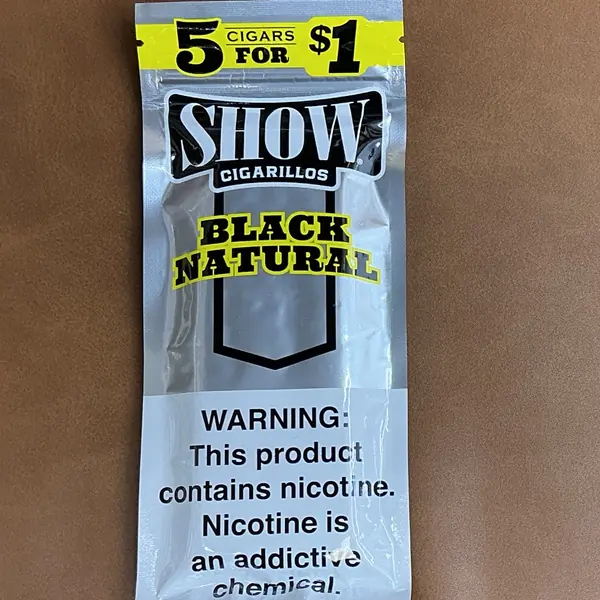 5 CIGARS FOR $1
SHOW
CIGARILLOS
BLACK
NATURAL
WARNING:
This product
contains nicotine.
Nicotine is
an addictive
chemical.